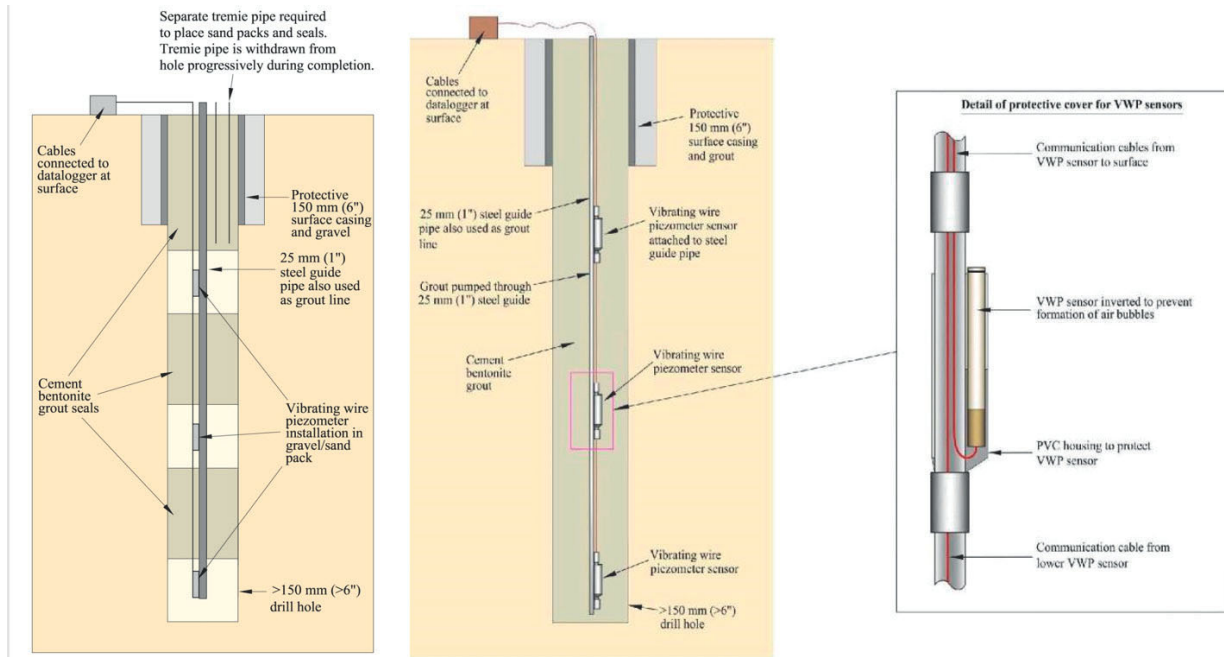 Separate tremie pipe required
to place sand packs and seals.
Tremie pipe is withdrawn from
hole progressively during completion.
Cables
connected to
datalogger at
surface
Protective
150 mm (6")
surface casing
and gravel
25 mm (1")
steel guide
pipe also used
as grout line
Cement
bentonite
grout seals
Vibrating wire
piezometer
installation in
gravel/sand
pack
>150 mm (>6")
drill hole
Cables
connected to
datalogger at
surface
Protective
150 mm (6")
surface casing
and grout
25 mm (1") steel guide
pipe also used as grout
line
Vibrating wire
piezometer sensor
attached to steel
guide pipe
Grout pumped through
25 mm (1") steel guide
Cement
bentonite
grout
Vibrating wire
piezometer sensor
Vibrating wire
piezometer sensor
>150 mm (>6")
drill hole
Detail of protective cover for VWP sensors
Communication cables from
VWP sensor to surface
VWP sensor inverted to prevent
formation of air bubbles
PVC housing to protect
VWP sensor
Communication cable from
lower VWP sensor